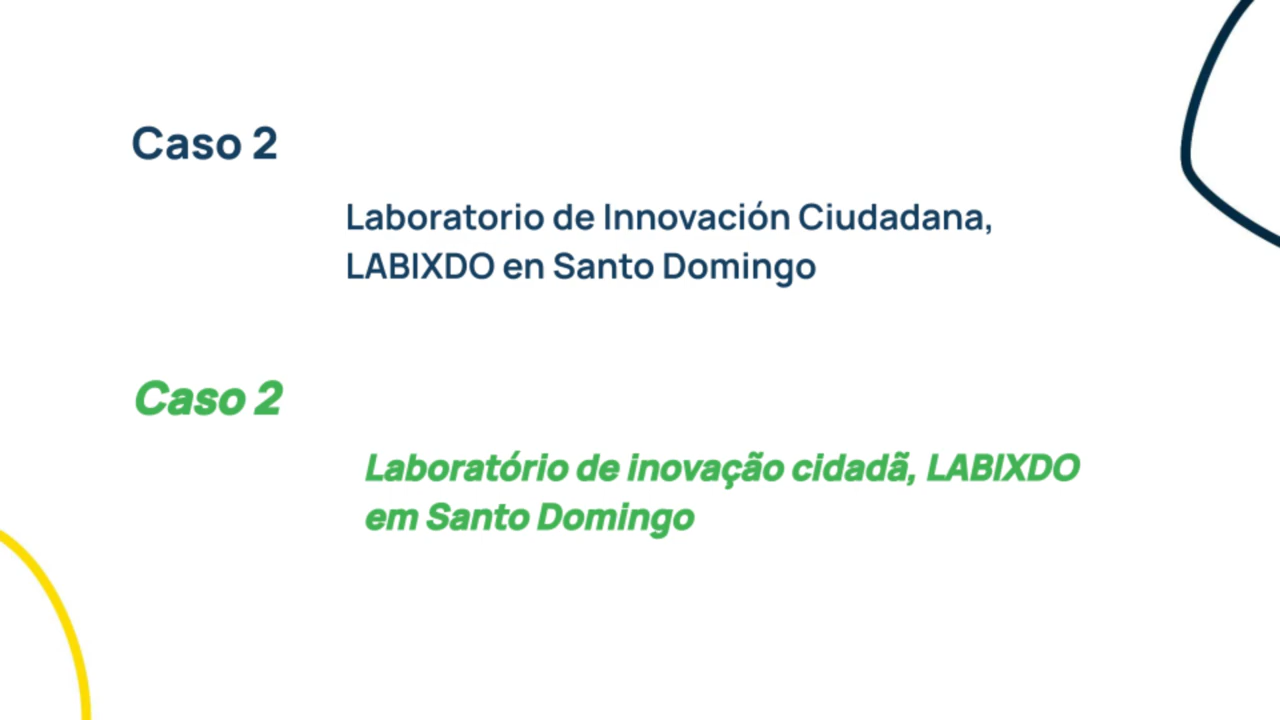 Caso 2
Laboratorio de Innovación Ciudadana,
LABIXDO en Santo Domingo
Caso 2
Laboratório de inovação cidadã, LABIXDO
em Santo Domingo